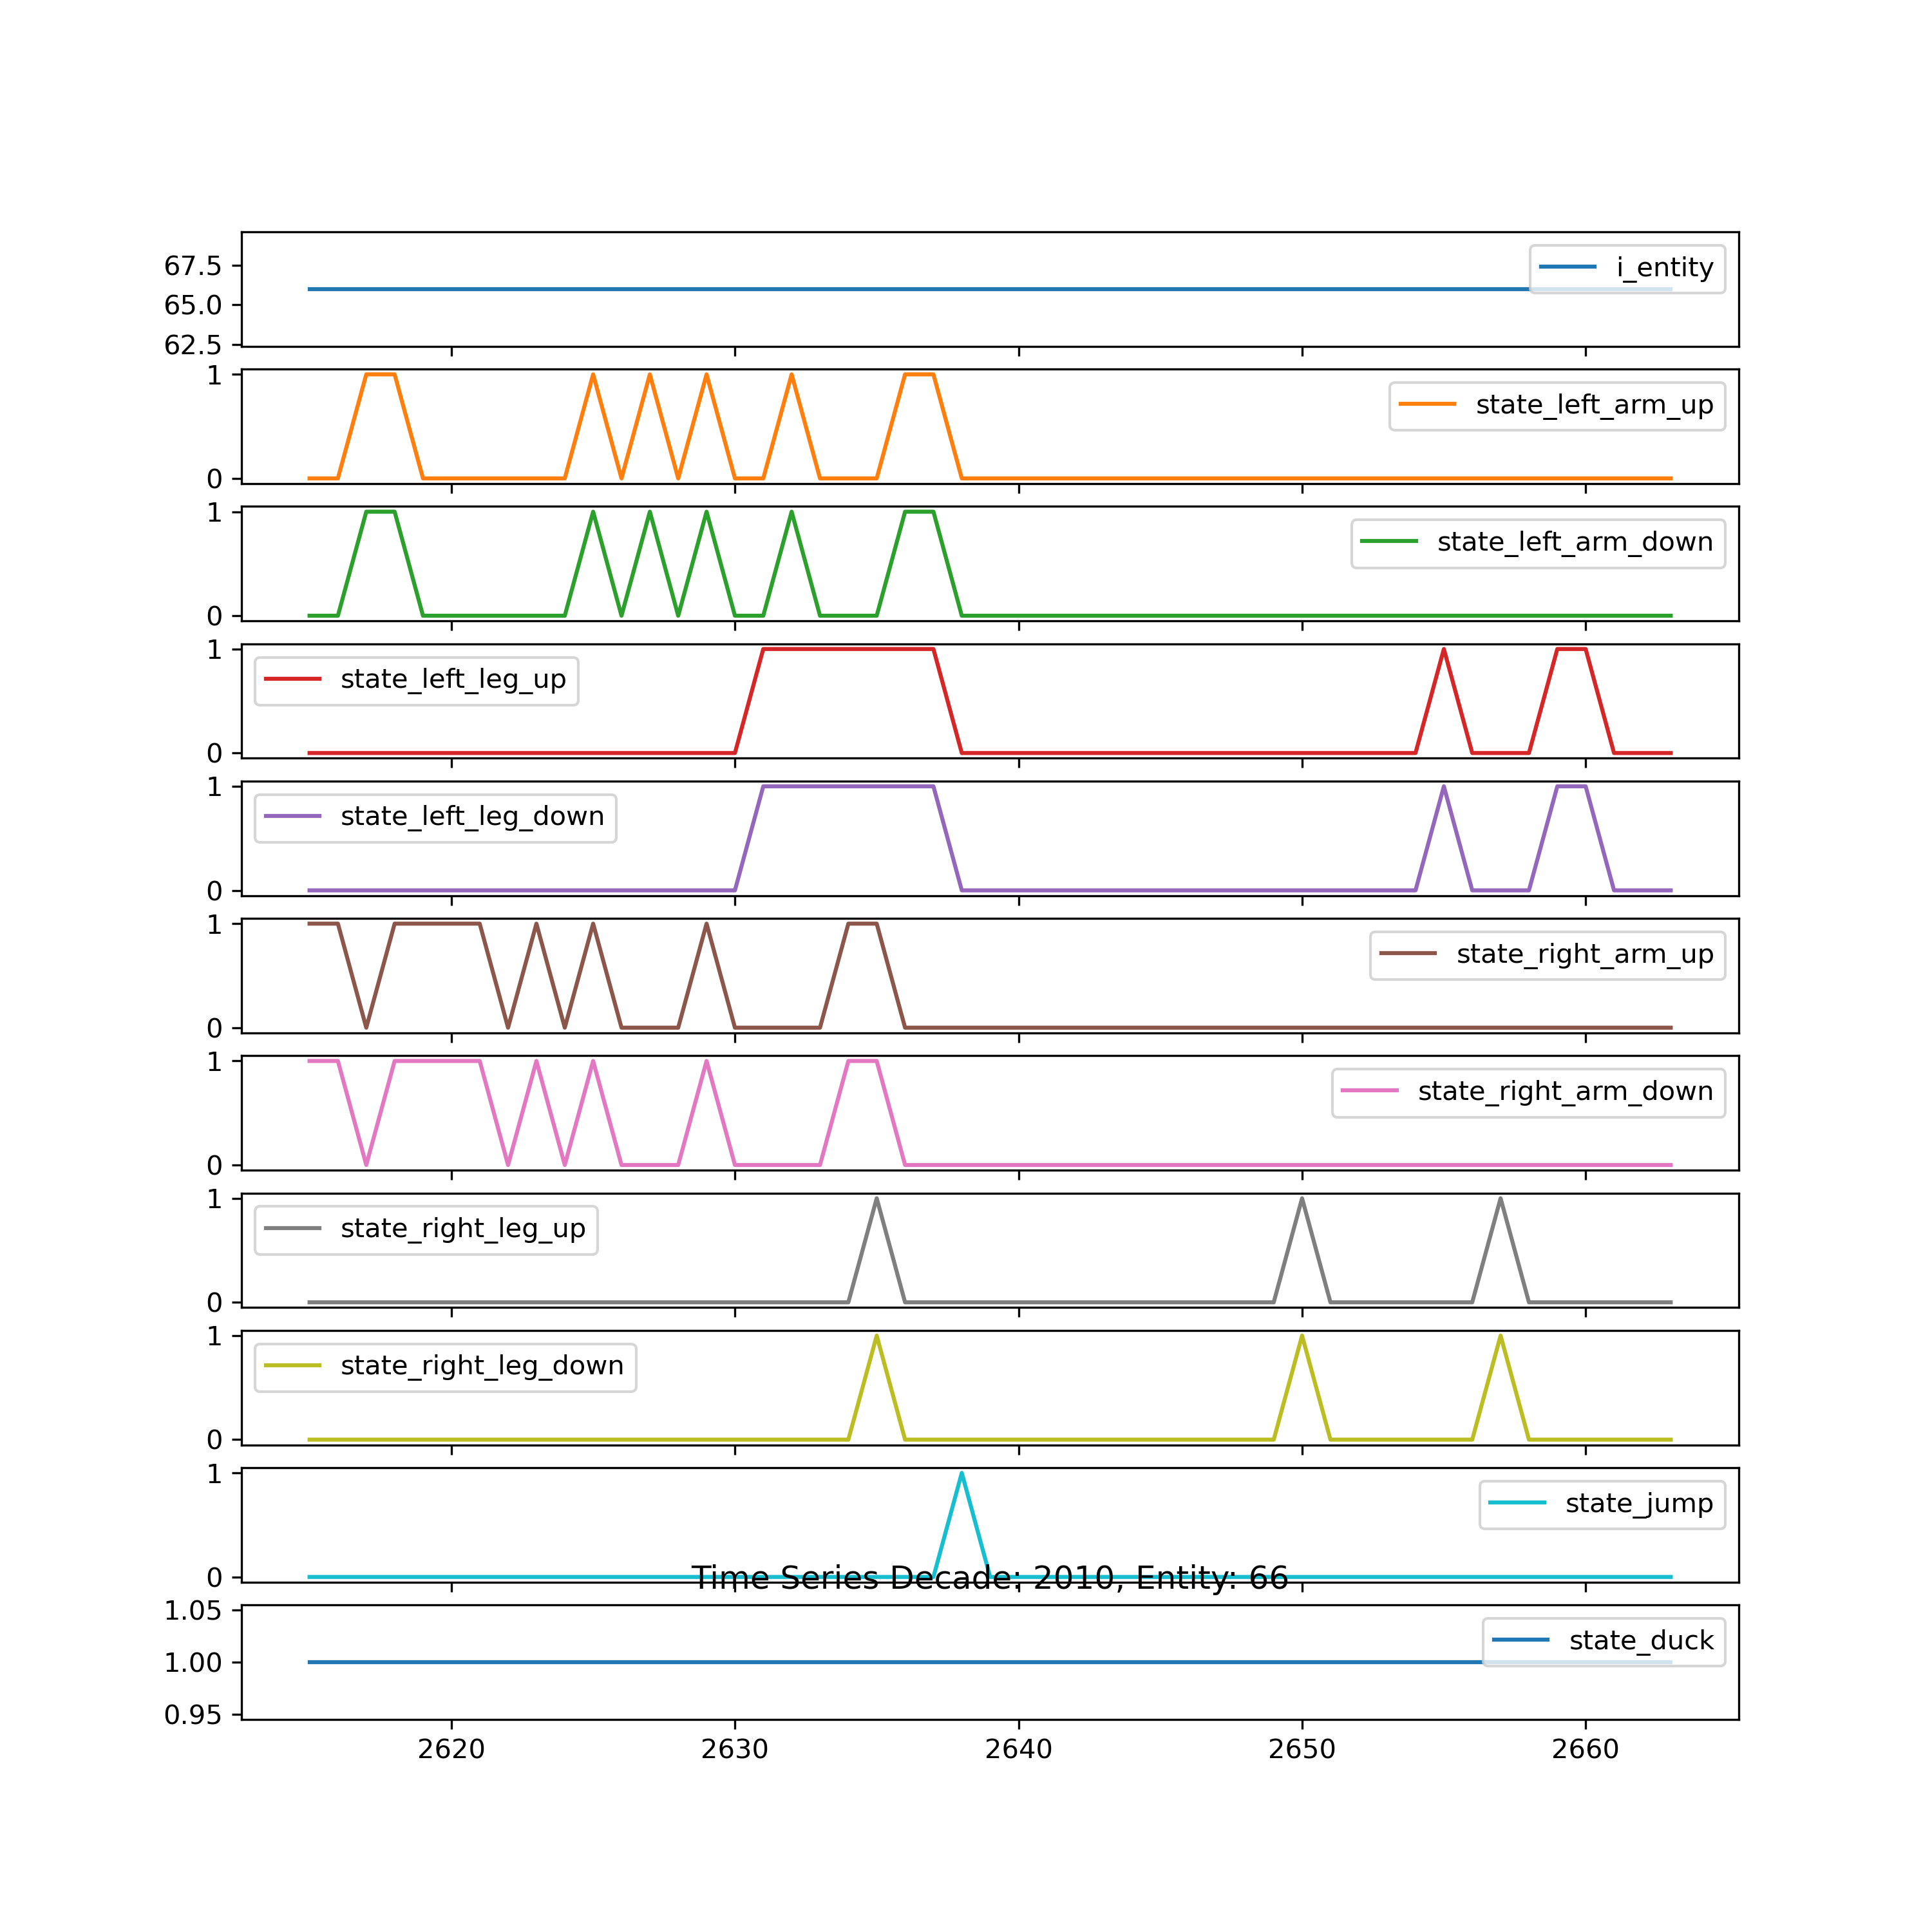 67.5
65.0
62.5
i_entity
1
0
state_left_arm_up
1
0
state_left_arm_down
1
0
state_left_leg_up
1
0
state_left_leg_down
1
0
state_right_arm_up
1
0
state_right_arm_down
1
0
state_right_leg_up
1
0
state_right_leg_down
1
0
state_jump
Time Series Decade: 2010, Entity: 66
1.05
1.00
0.95
state_duck
2620 2630 2640 2650 2660